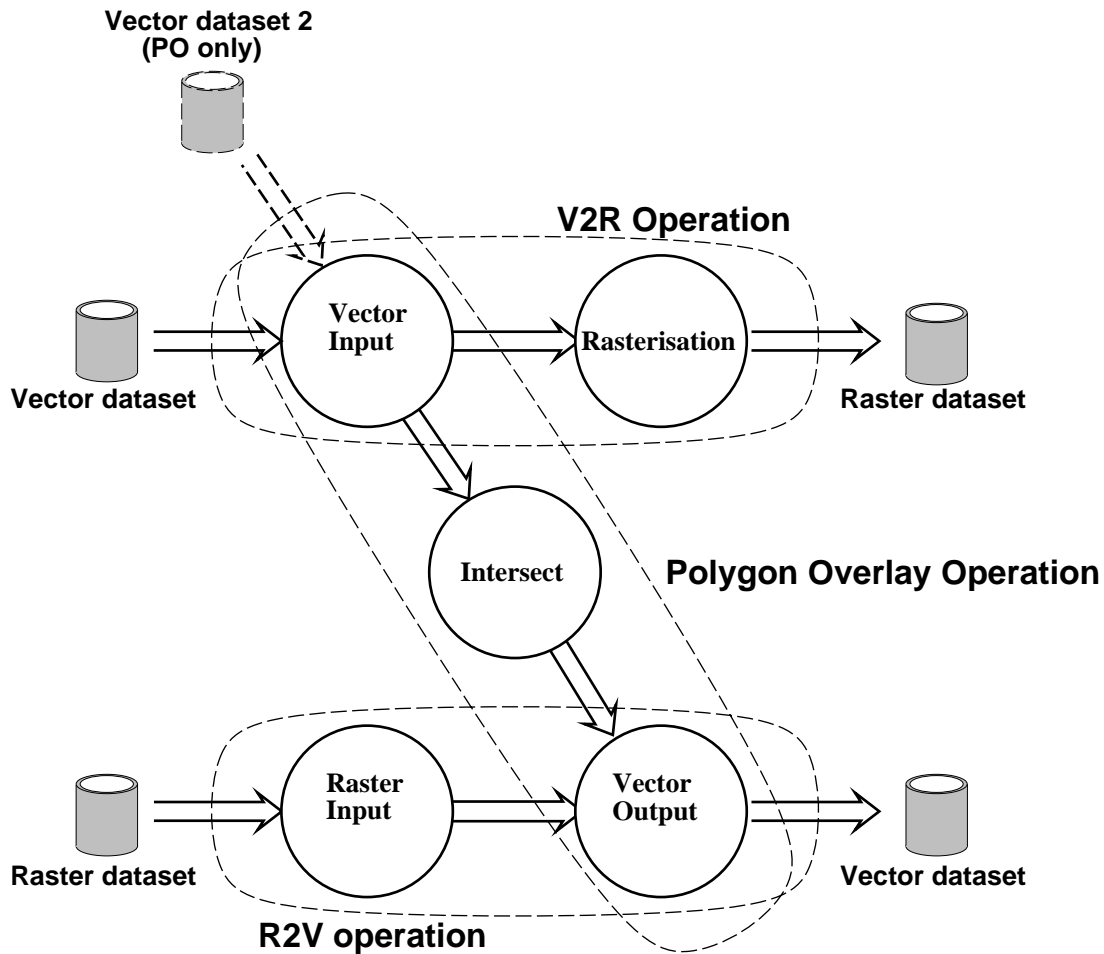 Vector dataset 2
(PO only)
V2R Operation
Vector
Input
Rasterisation
Vector dataset
Raster dataset
Intersect
Polygon Overlay Operation
Raster
Input
Vector
Output
Raster dataset
Vector dataset
R2V operation